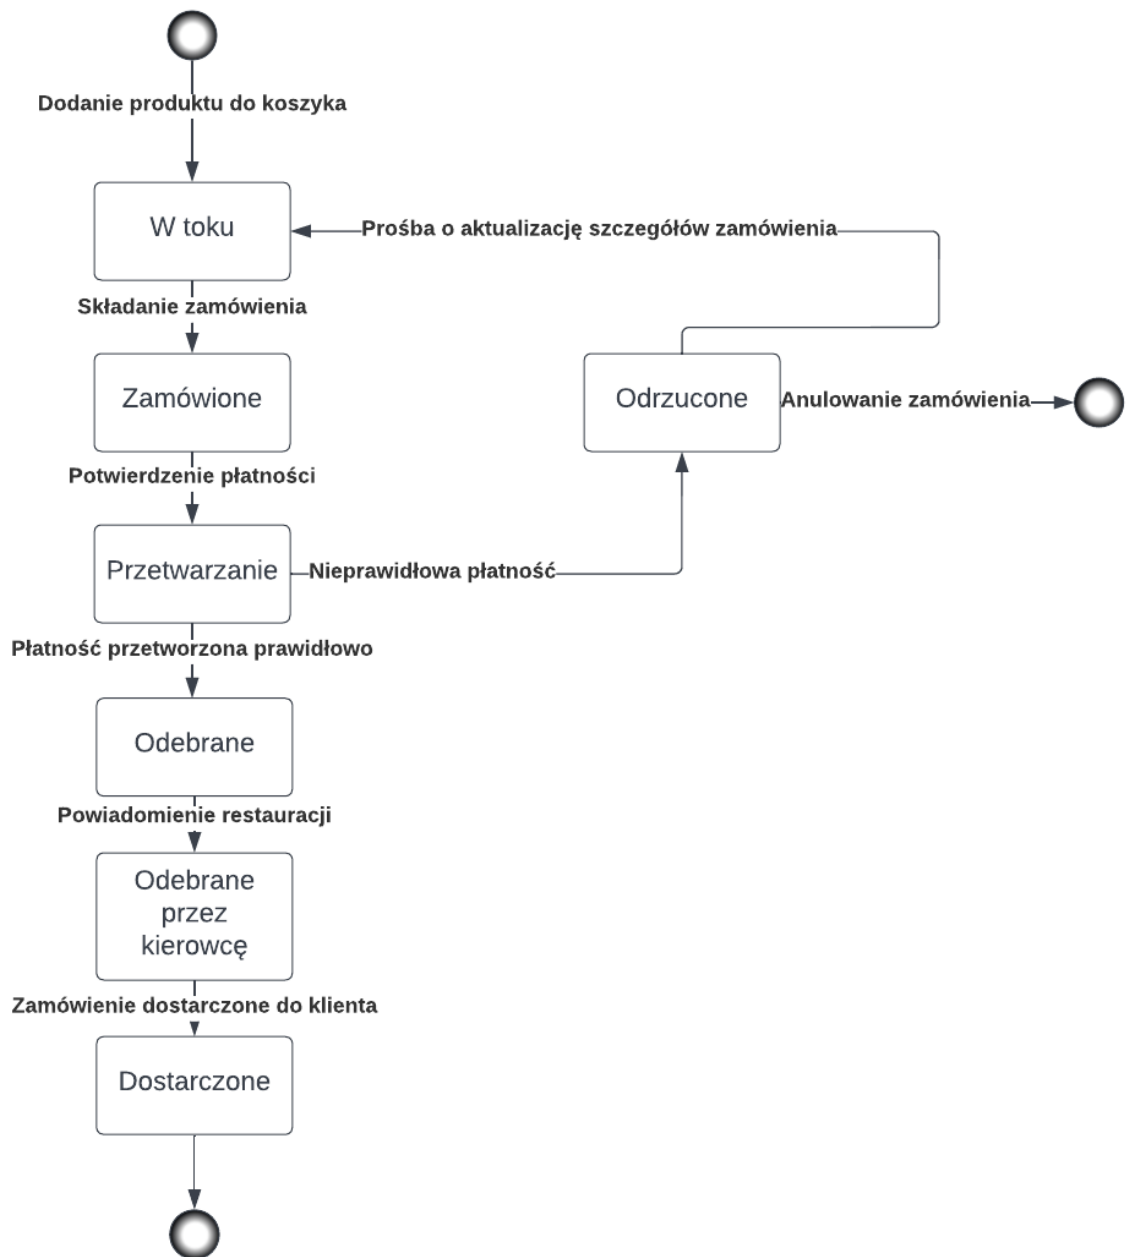 Dodanie produktu do koszyka
W toku
Prośba o aktualizację szczegółów zamówienia
Składanie zamówienia
Zamówione
Odrzucone
Anulowanie zamówienia
Potwierdzenie płatności
Przetwarzanie
Nieprawidłowa płatność
Płatność przetworzona prawidłowo
Odebrane
Powiadomienie restauracji
Odebrane
przez
kierowcę
Zamówienie dostarczone do klienta
Dostarczone